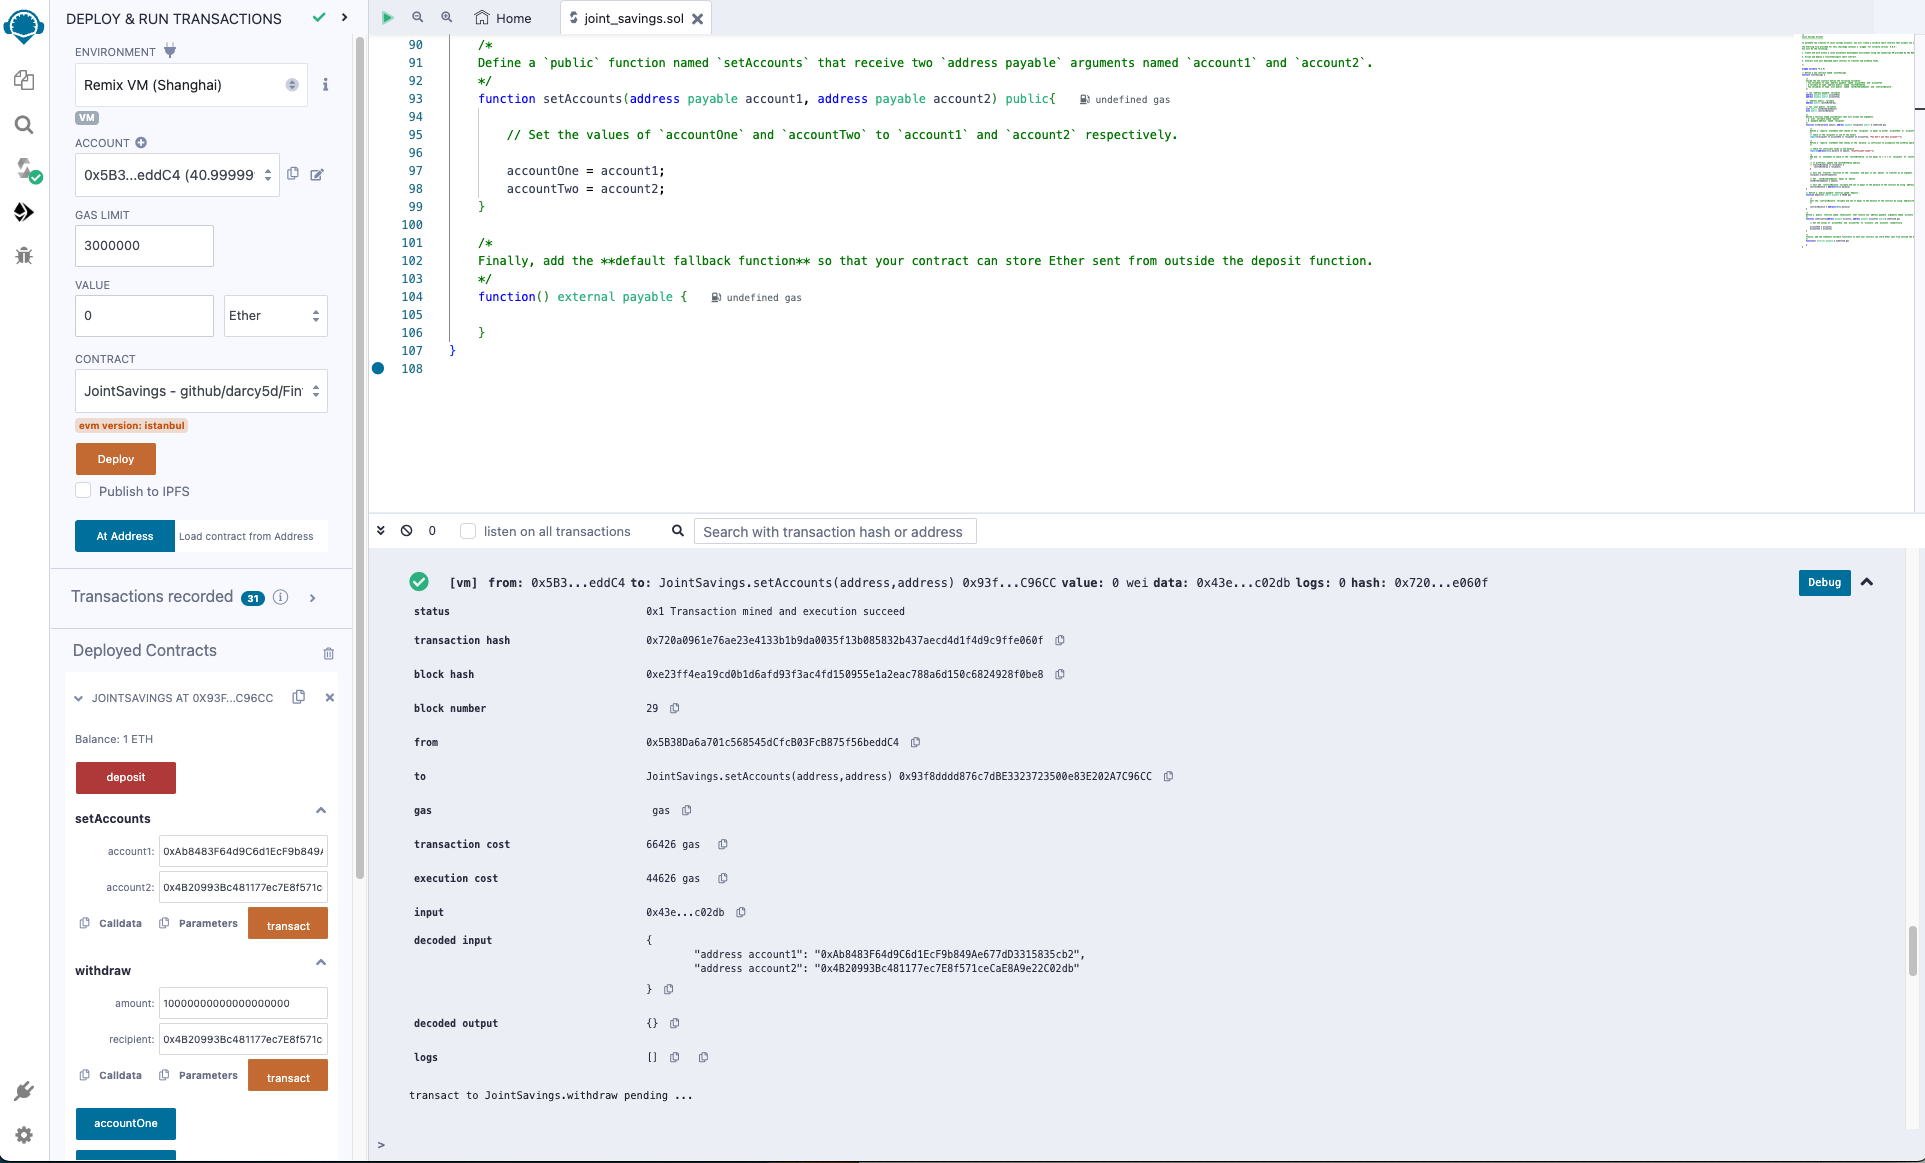 DEPLOY & RUN TRANSACTIONS
ENVIRONMENT
Remix VM (Shanghai)
VM
ACCOUNT
0x5B3...eddC4 (40.99999
GAS LIMIT
3000000
VALUE
0
Ether
CONTRACT
JointSavings - github/darcy5d/Fin
evm version: istanbul
Deploy
Publish to IPFS
At Address
Load contract from Address
Transactions recorded 31 i
Deployed Contracts
JOINTSAVINGS AT 0X93F...C96CC
Balance: 1 ETH
deposit
setAccounts
account1: 0xAb8483F64d9C6d1EcF9b849A
account2: 0x4B20993Bc481177ec7E8f571c
Calldata Parameters transact
withdraw
amount: 10000000000000000000
recipient: 0x4B20993Bc481177ec7E8f571c
Calldata Parameters transact
accountOne
Home
joint_savings.sol
90 /*
91 Define a `public` function named `setAccounts` that receive two `address payable` arguments named `account1` and `account2`.
92 */
93 function setAccounts(address payable account1, address payable account2) public{ undefined gas
94
95 // Set the values of `accountOne` and `accountTwo` to `account1` and `account2` respectively.
96
97 accountOne = account1;
98 accountTwo = account2;
99 }
100
101 /*
102 Finally, add the **default fallback function** so that your contract can store Ether sent from outside the deposit function.
103 */
104 function() external payable { undefined gas
105
106 }
107 }
108
0 listen on all transactions Search with transaction hash or address
[vm] from: 0x5B3...eddC4 to: JointSavings.setAccounts(address,address) 0x93f...C96CC value: 0 wei data: 0x43e...c02db logs: 0 hash: 0x720...e060f
Debug
status 0x1 Transaction mined and execution succeed
transaction hash 0x720a0961e76ae23e4133b1b9da0035f13b085832b437aecd4d1f4d9c9ffe060f
block hash 0xe23ff4ea19cd0b1d6afd93f3ac4fd150955e1a2eac788a6d150c6824928f0be8
block number 29
from 0x5B38Da6a701c568545dCfcB03FcB875f56beddC4
to JointSavings.setAccounts(address,address) 0x93f8dddd876c7dBE3323723500e83E202A7C96CC
gas gas
transaction cost 66426 gas
execution cost 44626 gas
input 0x43e...c02db
decoded input {
"address account1": "0xAb8483F64d9C6d1EcF9b849Ae677dD3315835cb2",
"address account2": "0x4B20993Bc481177ec7E8f571ceCaE8A9e22C02db"
}
decoded output {}
logs []
transact to JointSavings.withdraw pending ...
>